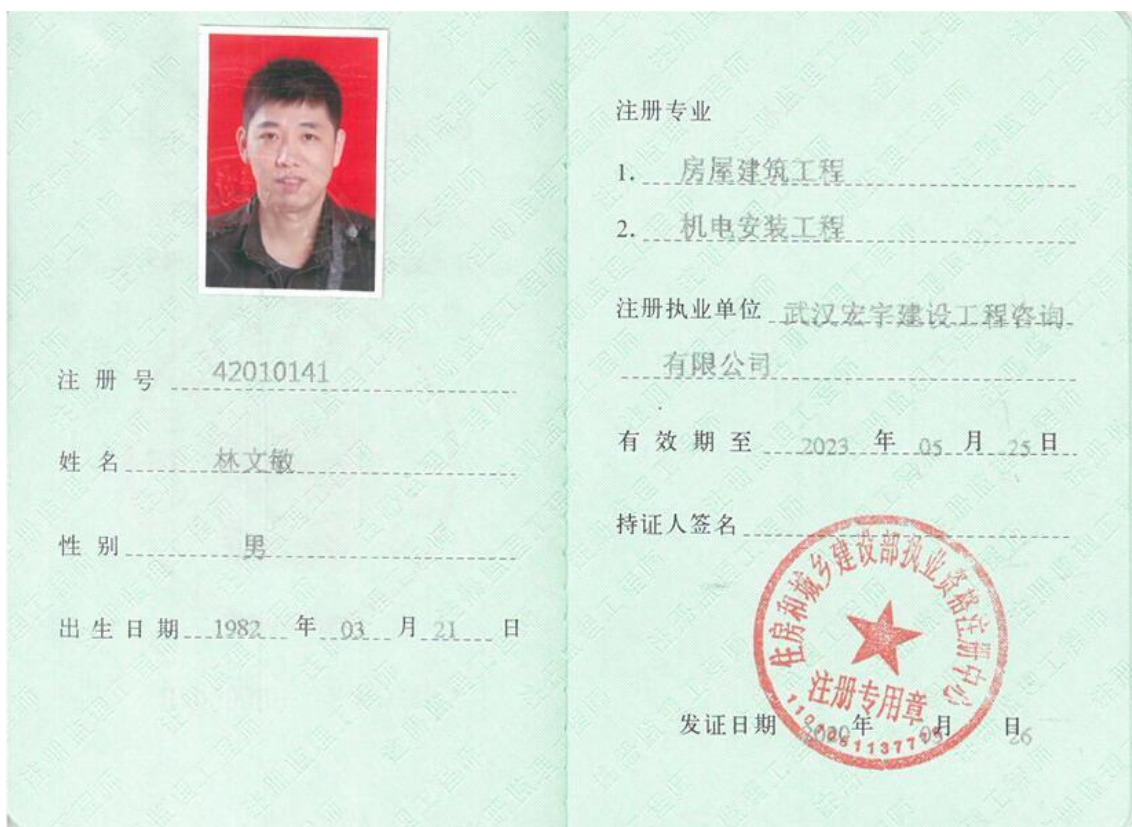 注 册 号 42010141
姓 名 林文敏
性 别 男
出 生 日 期 1982 年 03 月 21 日
注册专业
1. 房屋建筑工程
2. 机电安装工程
注册执业单位 武汉宏宇建设工程咨询
有限公司
有 效 期 至 2023 年 05 月 25 日
持证人签名
住房和城乡建设部执业资格注册中心
注册专用章
发证日期 2020 年 05 月 26 日